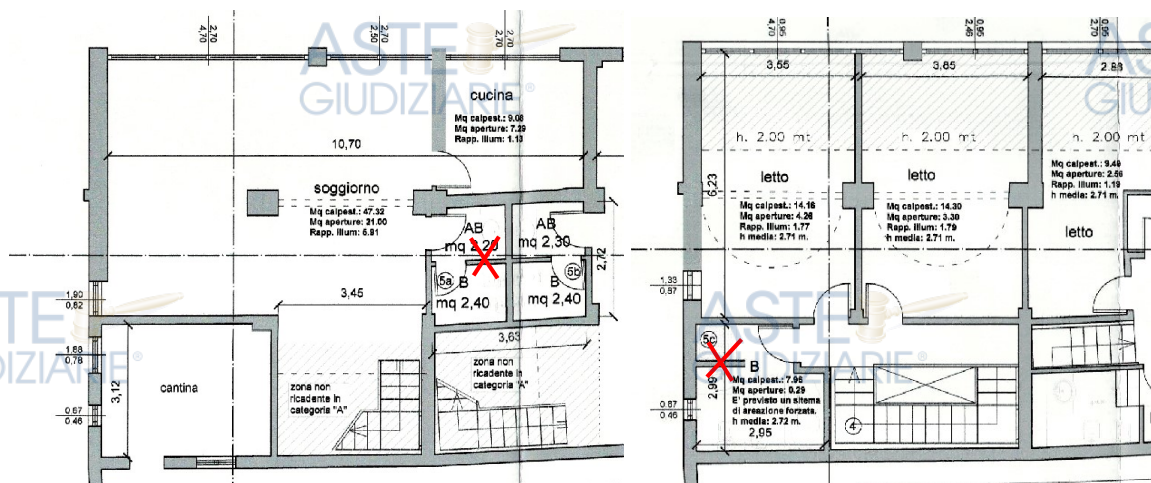 4,70
2,70
2,50
2,70
2,70
2,70
ASTE
GIUDIZIARIE®
cucina
Mq calpest.: 9.08
Mq aperture: 7.29
Rapp. illum: 1.13
10,70
soggiorno
Mq calpest.: 47.32
Mq aperture: 21.00
Rapp. illum: 5.91
AB
mq 2,20
AB
mq 2,30
5a
B
mq 2,40
5b
B
mq 2,40
2,72
1,90
0,82
3,45
1,88
0,78
3,63
3,12
cantina
zona non
ricadente in
categoria "A"
zona non
ricadente in
categoria "A"
0,67
0,46
4,70
0,95
2,46
0,95
2,70
0,95
ASTE
GIUDIZIARIE®
3,55
3,65
h. 2.00 mt
h. 2.00 mt
h. 2.00 mt
6,23
letto
Mq calpest.: 14.16
Mq aperture: 4.26
Rapp. illum: 1.77
h media: 2.71 m.
letto
Mq calpest.: 14.30
Mq aperture: 3.30
Rapp. illum: 1.79
h media: 2.71 m.
Mq calpest.: 9.49
Mq aperture: 2.56
Rapp. illum: 1.19
h media: 2.71 m.
letto
1,33
0,87
5c
B
Mq calpest.: 7.96
Mq aperture: 0.29
E' previsto un sitema
di areazione forzata.
h media: 2.72 m.
2,99
2,95
0,67
0,46
4
ASTE
GIUDIZIARIE®